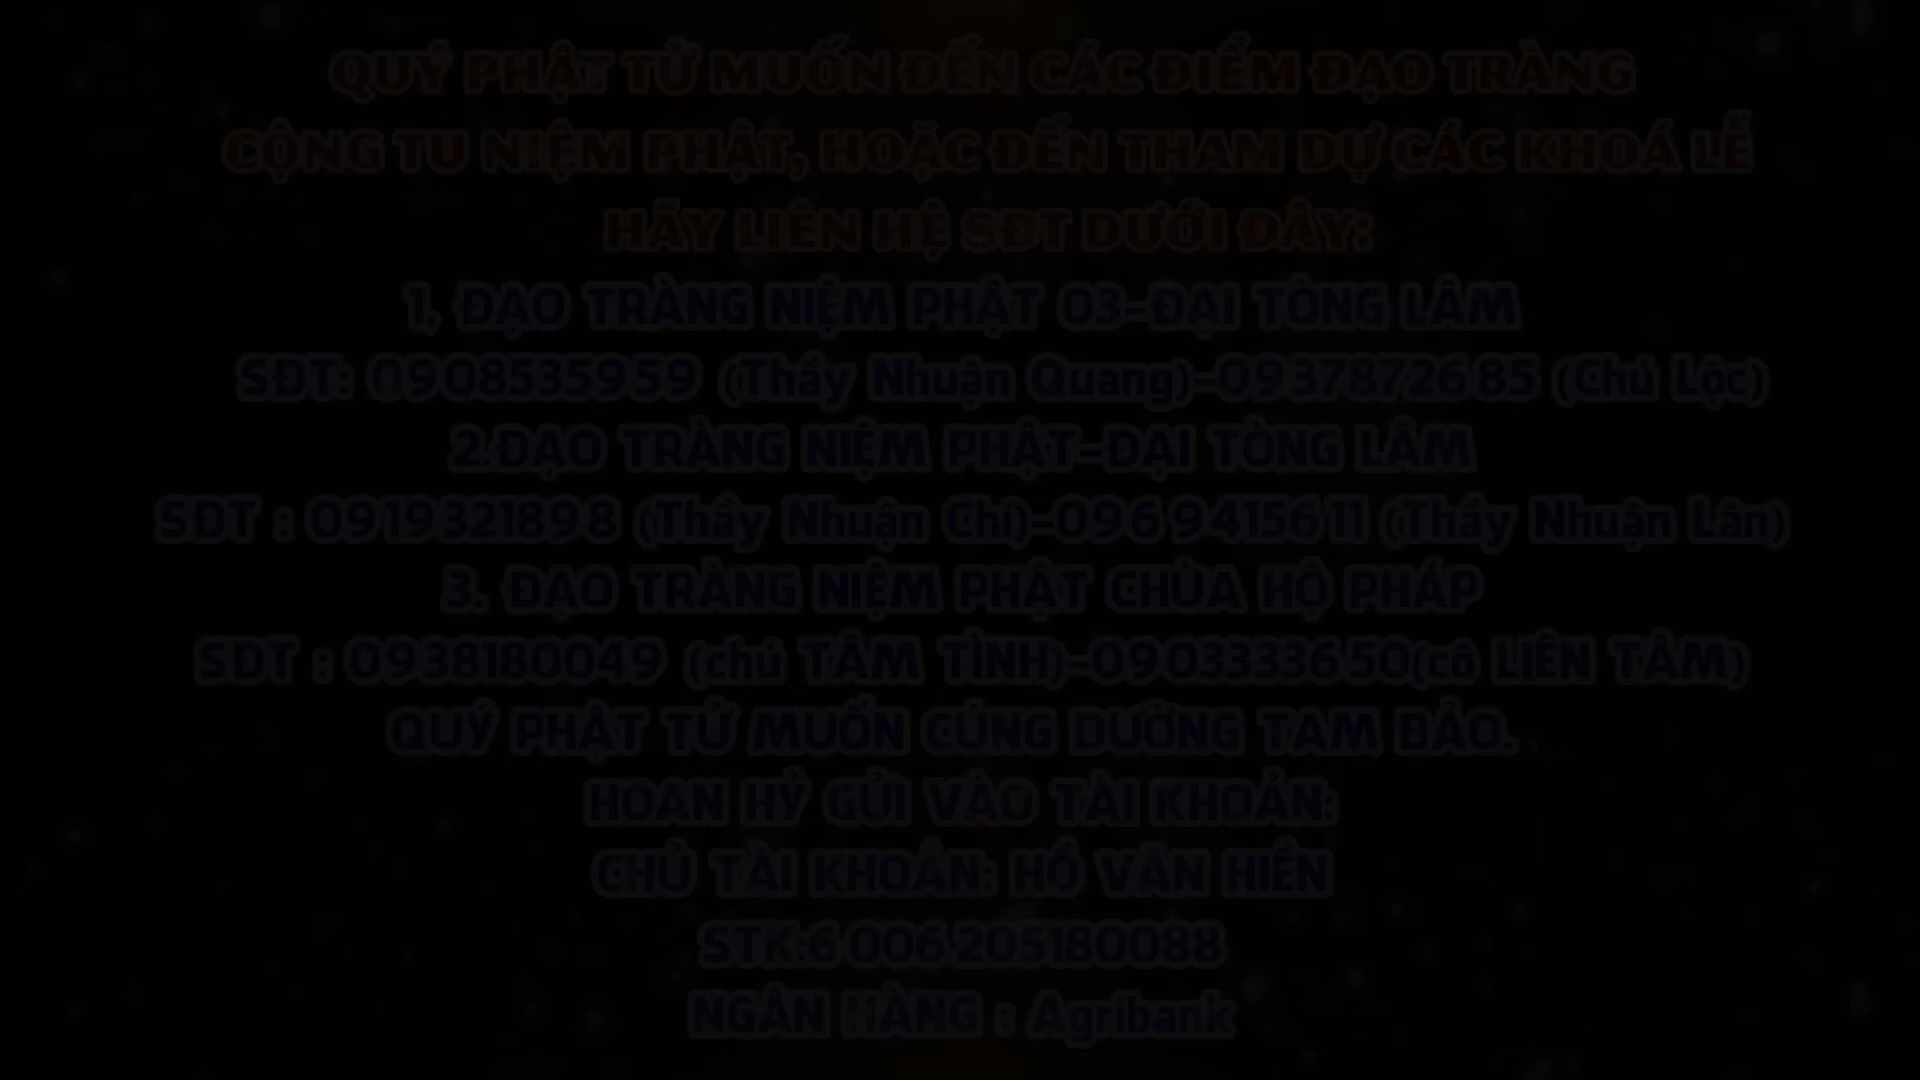 QUÝ PHẬT TỬ MUỐN ĐẾN CÁC ĐIỂM ĐẠO TRÀNG
CỘNG TU NIỆM PHẬT, HOẶC ĐẾN THAM DỰ CÁC KHOÁ LỄ
HÃY LIÊN HỆ SĐT DƯỚI ĐÂY:
1. ĐẠO TRÀNG NIỆM PHẬT 03-ĐẠI TÒNG LÂM
SĐT: 0908535959 (Thầy Nhuận Quang)-0937872685 (Chú Lộc)
2.ĐẠO TRÀNG NIỆM PHẬT-ĐẠI TÒNG LÂM
SĐT : 0919321898 (Thầy Nhuận Chí)-0969415611 (Thầy Nhuận Lân)
3. ĐẠO TRÀNG NIỆM PHẬT CHÙA HỘ PHÁP
SĐT : 0938180049 (chú TÂM TÌNH)-0903333650(cô LIÊN TÂM)
QUÝ PHẬT TỬ MUỐN CÚNG DƯỜNG TAM BẢO.
HOAN HỶ GỬI VÀO TÀI KHOẢN:
CHỦ TÀI KHOẢN: HỒ VĂN HIỀN
STK:6006205180088
NGÂN HÀNG : Agribank